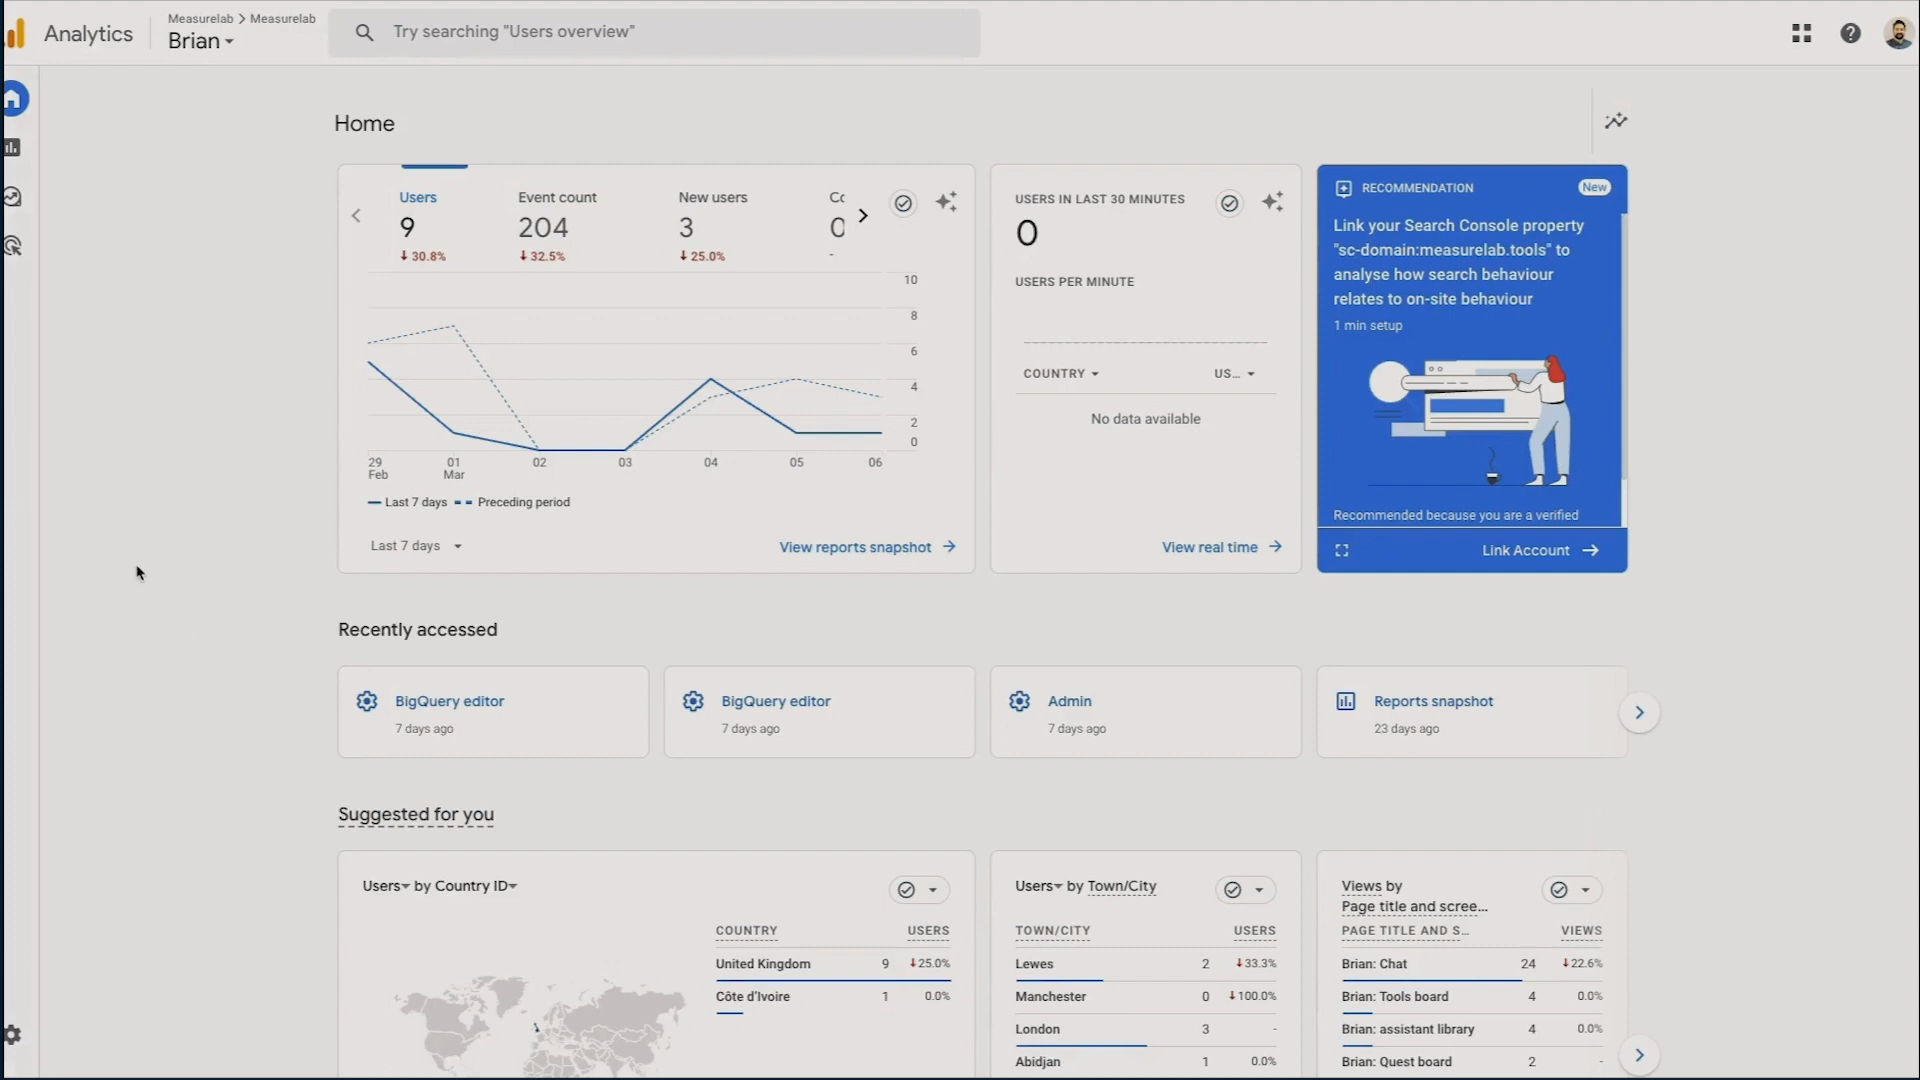 Analytics
Measurelab > Measurelab
Brian
Try searching "Users overview"
Home
Users
9
30.8%
Event count
204
32.5%
New users
3
25.0%
0
-
10
8
6
4
2
0
29
Feb
01
Mar
02
03
04
05
06
Last 7 days
Preceding period
Last 7 days
View reports snapshot
USERS IN LAST 30 MINUTES
0
USERS PER MINUTE
COUNTRY
US...
No data available
View real time
RECOMMENDATION
New
Link your Search Console property
"sc-domain:measurelab.tools" to
analyse how search behaviour
relates to on-site behaviour
1 min setup
Recommended because you are a verified
Link Account
Recently accessed
BigQuery editor
7 days ago
BigQuery editor
7 days ago
Admin
7 days ago
Reports snapshot
23 days ago
Suggested for you
Users by Country ID
COUNTRY USERS
United Kingdom 9 25.0%
Côte d'Ivoire 1 0.0%
Users by Town/City
TOWN/CITY USERS
Lewes 2 33.3%
Manchester 0 100.0%
London 3 -
Abidjan 1 0.0%
Views by
Page title and scree...
PAGE TITLE AND S... VIEWS
Brian: Chat 24 22.6%
Brian: Tools board 4 0.0%
Brian: assistant library 4 0.0%
Brian: Quest board 2 -